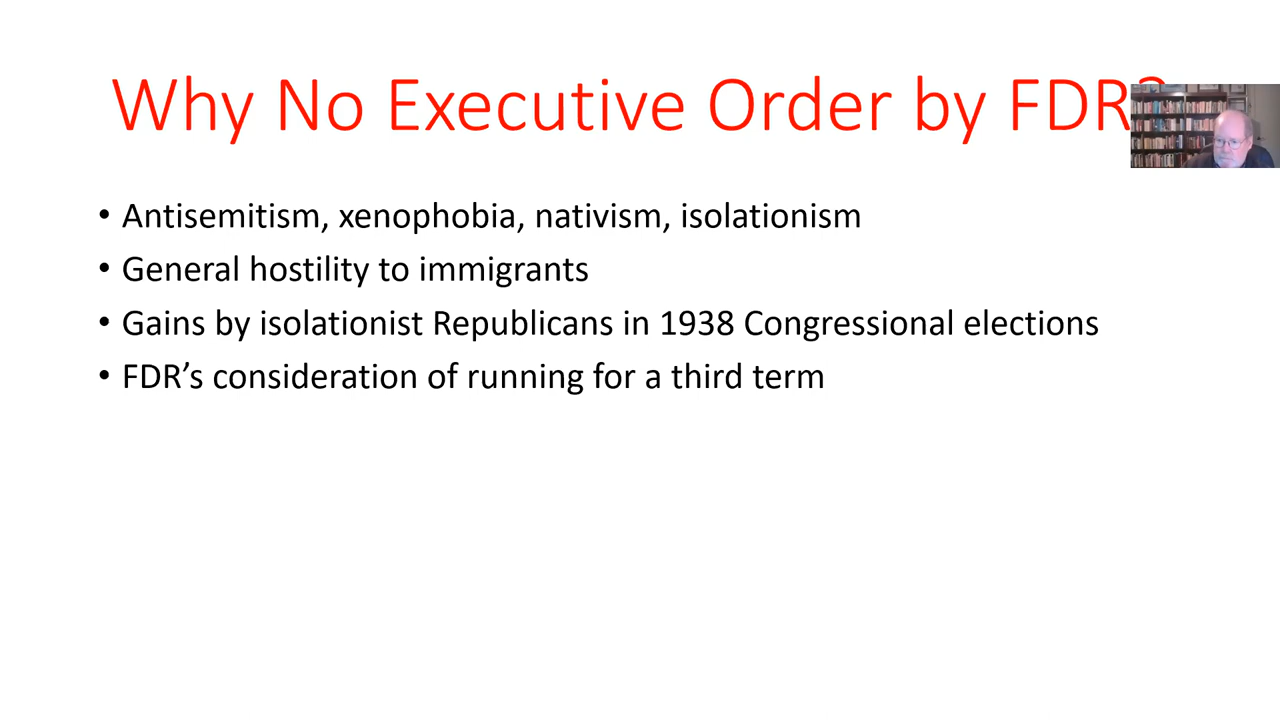 Why No Executive Order by FDR?
• Antisemitism, xenophobia, nativism, isolationism
• General hostility to immigrants
• Gains by isolationist Republicans in 1938 Congressional elections
• FDR’s consideration of running for a third term